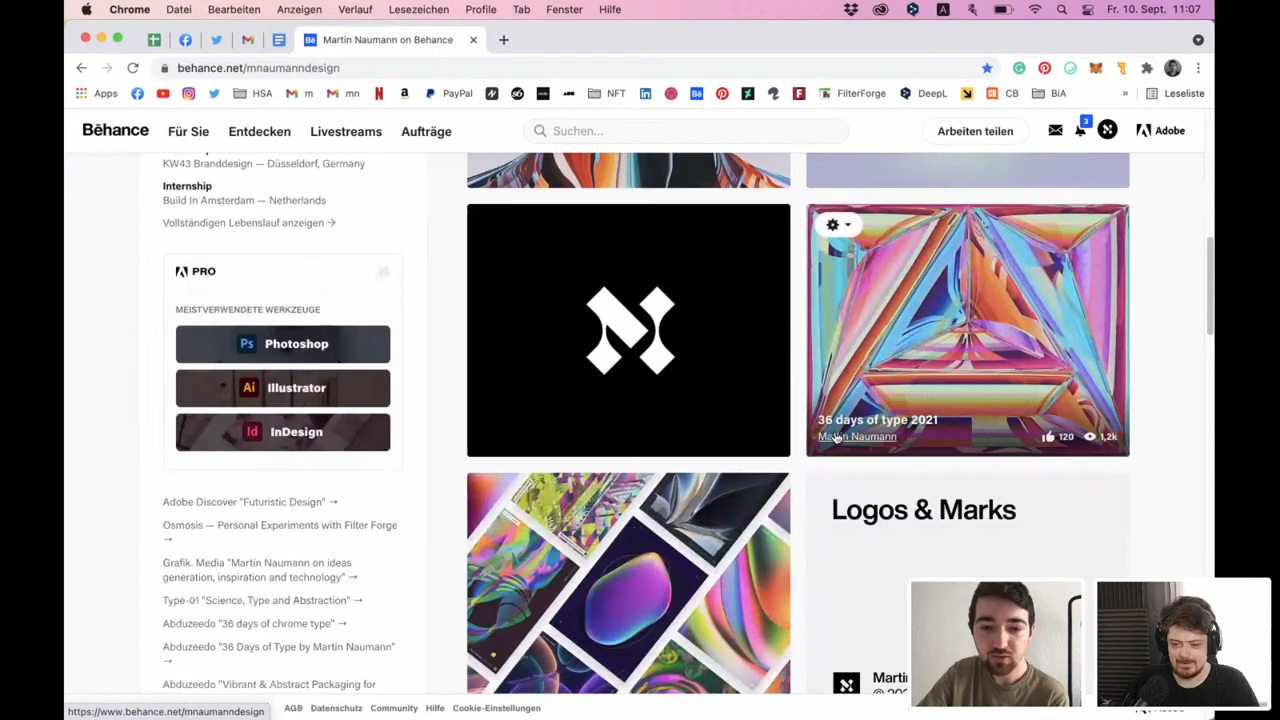 Chrome Datei Bearbeiten Anzeigen Verlauf Lesezeichen Profile Tab Fenster Hilfe Fr. 10. Sept. 11:07
Martin Naumann on Behance
behance.net/mnaumanndesign
Apps HSA m mn PayPal NFT FilterForge DeepL CB BiA » Leseliste
Bēhance Für Sie Entdecken Livestreams Aufträge Suchen... Arbeiten teilen 3 Adobe
KW43 Branddesign — Düsseldorf, Germany
Internship
Build In Amsterdam — Netherlands
Vollständigen Lebenslauf anzeigen →
PRO
MEISTVERWENDETE WERKZEUGE
Ps Photoshop
Ai Illustrator
Id InDesign
Adobe Discover "Futuristic Design" →
Osmosis — Personal Experiments with Filter Forge
→
Grafik. Media "Martin Naumann on ideas
generation, inspiration and technology" →
Type-01 "Science, Type and Abstraction" →
Abduzeedo "36 days of chrome type" →
Abduzeedo "36 Days of Type by Martin Naumann"
→
Abduzeedo "Vibrant & Abstract Packaging for
36 days of type 2021
Martin Naumann 120 1,2k
Logos & Marks
Martin
AGB Datenschutz Community Hilfe Cookie-Einstellungen
https://www.behance.net/mnaumanndesign